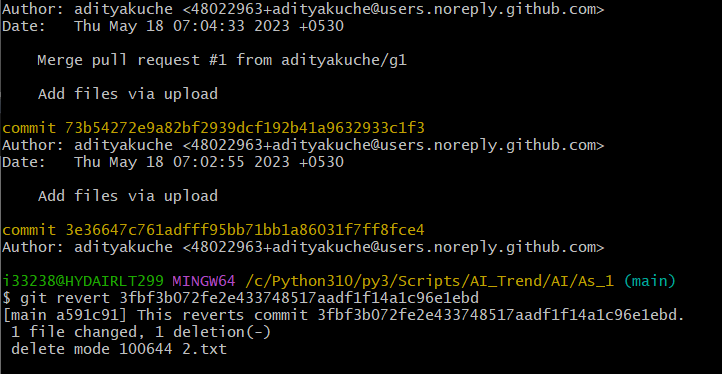 Author: adityakuche <48022963+adityakuche@users.noreply.github.com>
Date:   Thu May 18 07:04:33 2023 +0530
    Merge pull request #1 from adityakuche/g1
    Add files via upload
commit 73b54272e9a82bf2939dcf192b41a9632933c1f3
Author: adityakuche <48022963+adityakuche@users.noreply.github.com>
Date:   Thu May 18 07:02:55 2023 +0530
    Add files via upload
commit 3e36647c761adfff95bb71bb1a86031f7ff8fce4
Author: adityakuche <48022963+adityakuche@users.noreply.github.com>
i33238@HYDAIRLT299 MINGW64 /c/Python310/py3/Scripts/AI_Trend/AI/As_1 (main)
$ git revert 3fbf3b072fe2e433748517aadf1f14a1c96e1ebd
[main a591c91] This reverts commit 3fbf3b072fe2e433748517aadf1f14a1c96e1ebd.
 1 file changed, 1 deletion(-)
 delete mode 100644 2.txt